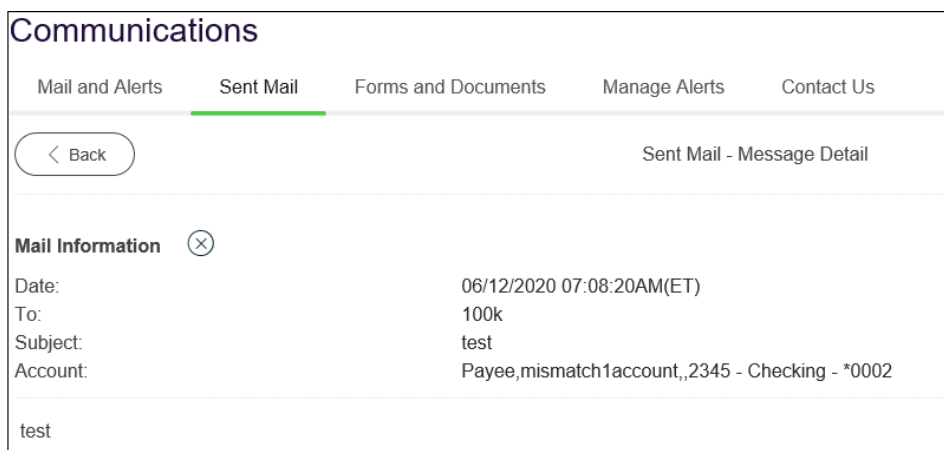 Communications
Mail and Alerts Sent Mail Forms and Documents Manage Alerts Contact Us
Back Sent Mail - Message Detail
Mail Information
Date: 06/12/2020 07:08:20AM(ET)
To: 100k
Subject: test
Account: Payee,mismatch1account,,2345 - Checking - *0002
test